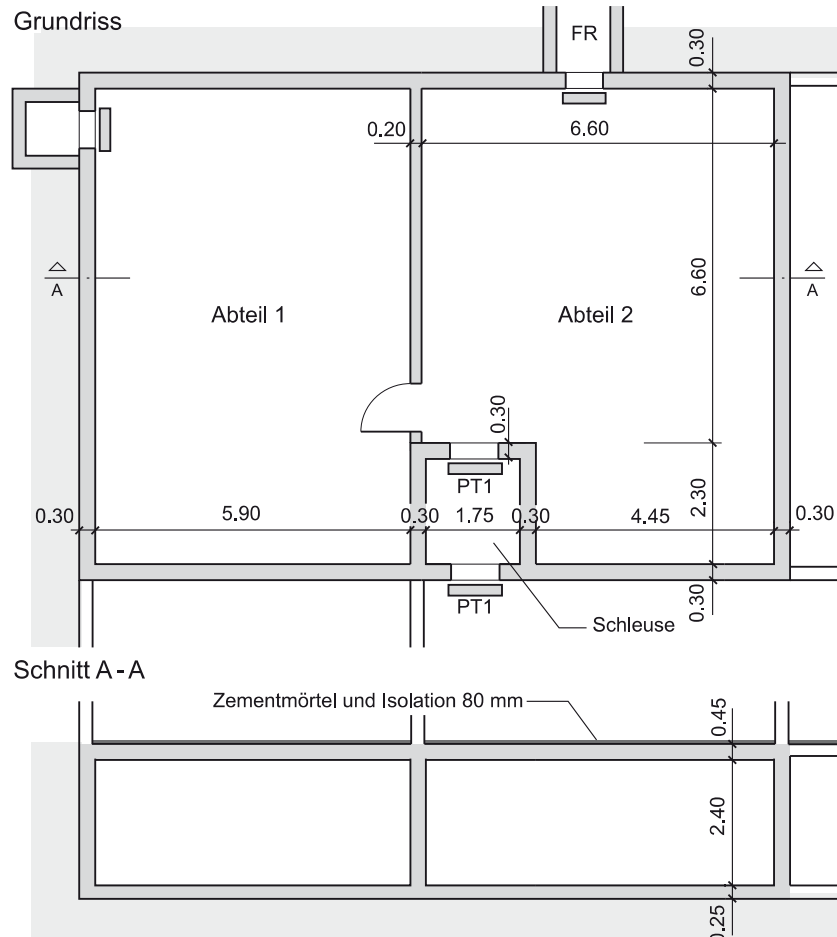 Grundriss
FR
0.30
0.20
6.60
A
A
6.60
Abteil 1
Abteil 2
0.30
PT1
0.30
5.90
0.30
1.75
0.30
4.45
2.30
0.30
PT1
0.30
Schleuse
Schnitt A - A
Zementmörtel und Isolation 80 mm
0.45
2.40
0.25